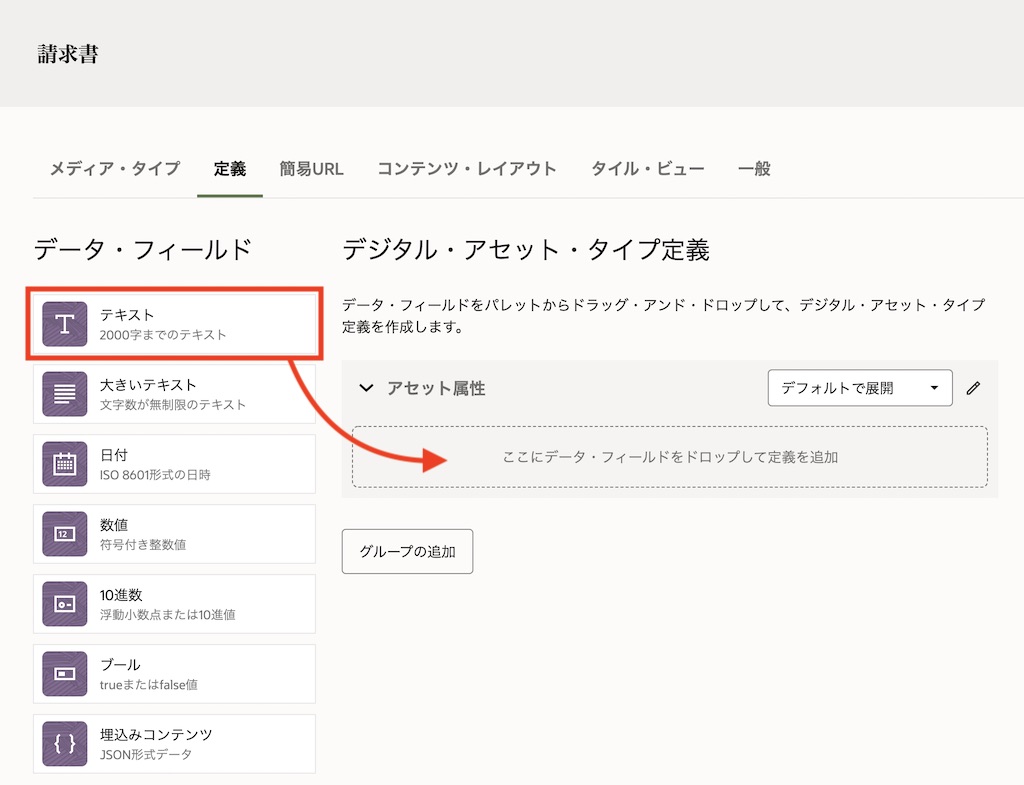 請求書
メディア・タイプ 定義 簡易URL コンテンツ・レイアウト タイル・ビュー 一般
データ・フィールド
テキスト
2000字までのテキスト
大きいテキスト
文字数が無制限のテキスト
日付
ISO 8601形式の日時
数値
符号付き整数値
12
10進数
浮動小数点または10進値
ブール
trueまたはfalse値
埋込みコンテンツ
JSON形式データ
デジタル・アセット・タイプ定義
データ・フィールドをパレットからドラッグ・アンド・ドロップして、デジタル・アセット・タイプ
定義を作成します。
アセット属性
デフォルトで展開
ここにデータ・フィールドをドロップして定義を追加
グループの追加